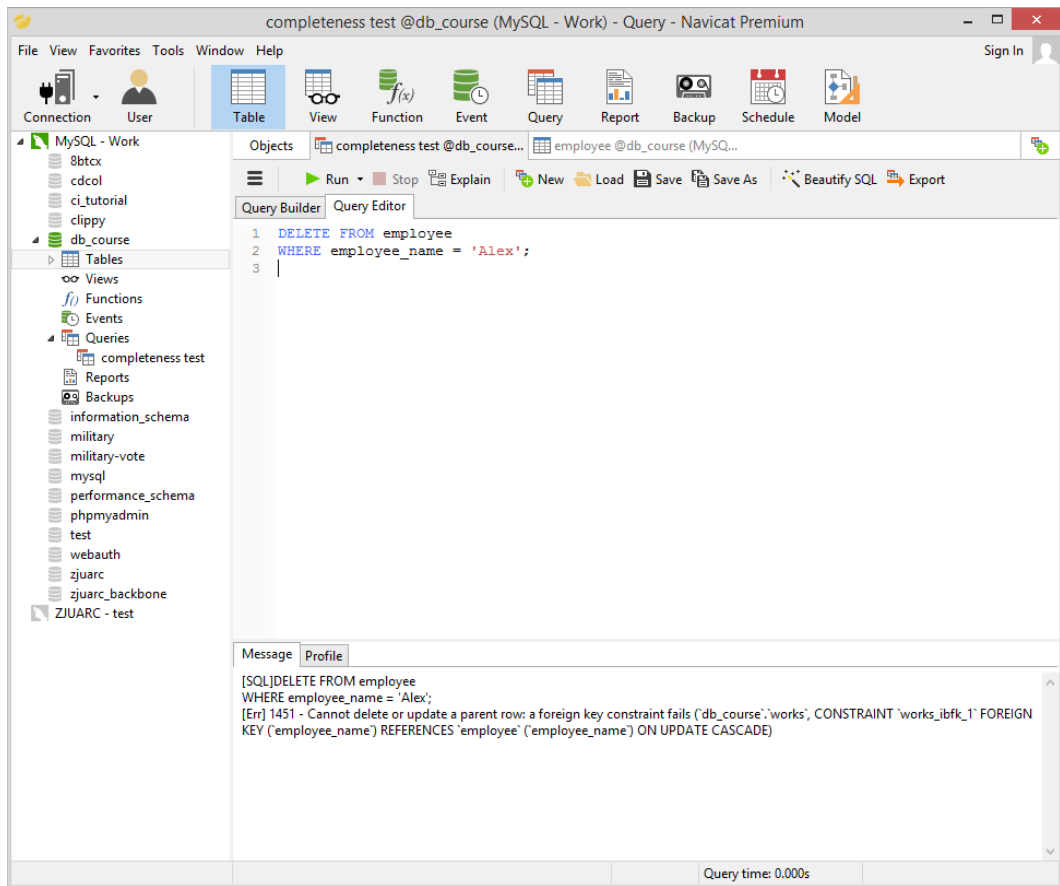 completeness test @db_course (MySQL - Work) - Query - Navicat Premium
File View Favorites Tools Window Help
Sign In
Connection User Table View Function Event Query Report Backup Schedule Model
MySQL - Work
8btcx
cdcol
ci_tutorial
clippy
db_course
Tables
Views
Functions
Events
Queries
completeness test
Reports
Backups
information_schema
military
military-vote
mysql
performance_schema
phpmyadmin
test
webauth
zjuarc
zjuarc_backbone
ZJUARC - test
Objects completeness test @db_course... employee @db_course (MySQ...
Run Stop Explain New Load Save Save As Beautify SQL Export
Query Builder Query Editor
1 DELETE FROM employee
2 WHERE employee_name = 'Alex';
3
Message Profile
[SQL]DELETE FROM employee
WHERE employee_name = 'Alex';
[Err] 1451 - Cannot delete or update a parent row: a foreign key constraint fails (`db_course`.`works`, CONSTRAINT `works_ibfk_1` FOREIGN
KEY (`employee_name`) REFERENCES `employee` (`employee_name`) ON UPDATE CASCADE)
Query time: 0.000s